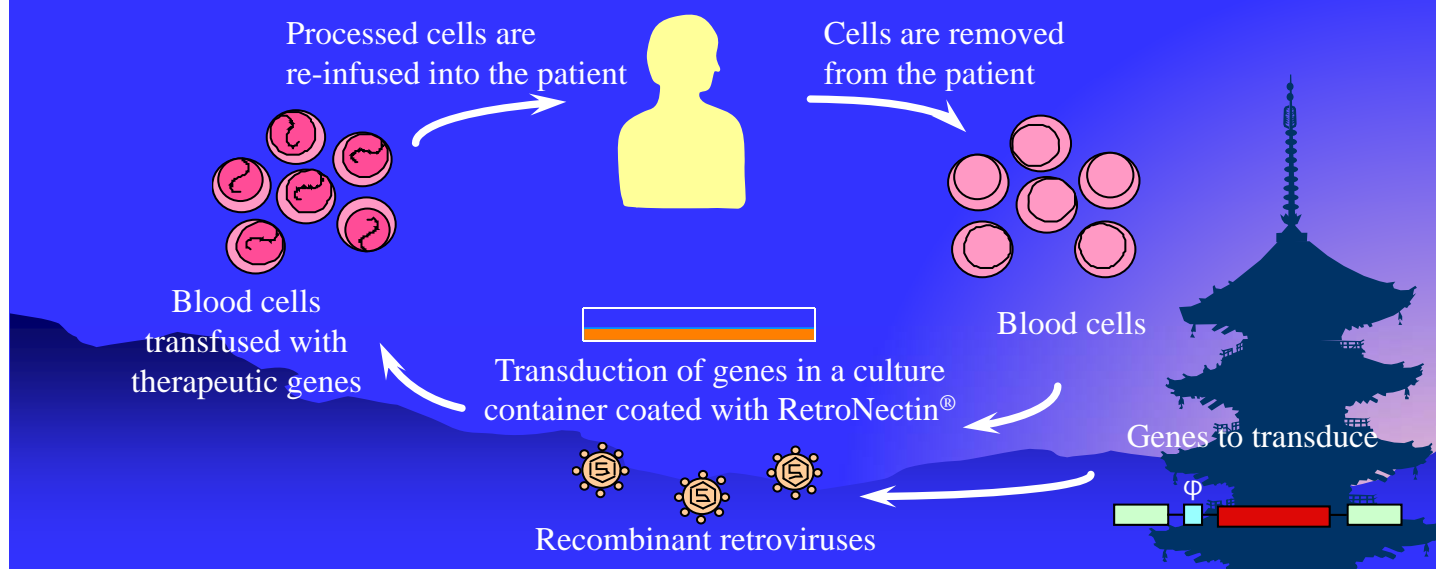 Processed cells are
re-infused into the patient
Cells are removed
from the patient
Blood cells
transfused with
therapeutic genes
Blood cells
Transduction of genes in a culture
container coated with RetroNectin®
Genes to transduce
φ
Recombinant retroviruses